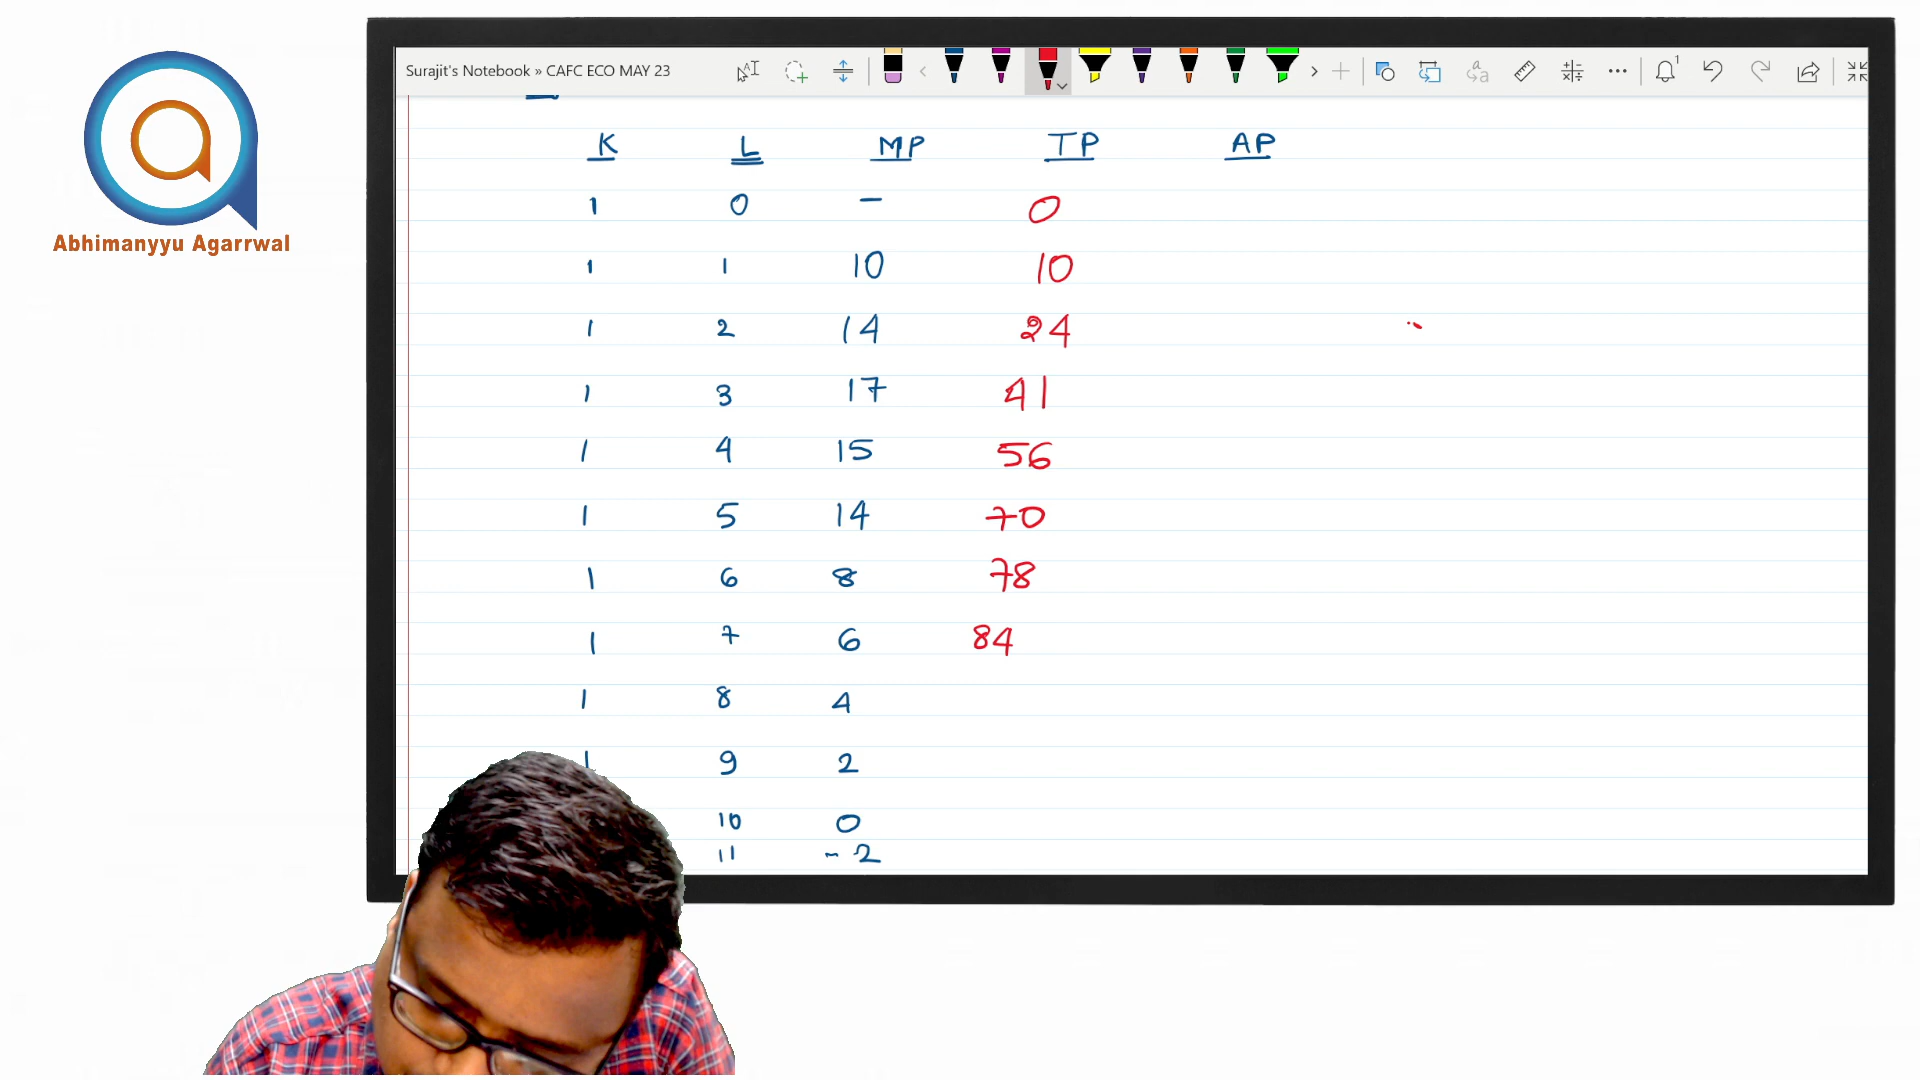 Surajit's Notebook » CAFC ECO MAY 23
Abhimanyyu Agarrwal
K L MP TP AP
1 0 - 0
1 1 10 10
1 2 14 24
1 3 17 41
1 4 15 56
1 5 14 70
1 6 8 78
1 7 6 84
1 8 4
1 9 2
10 0
11 -2